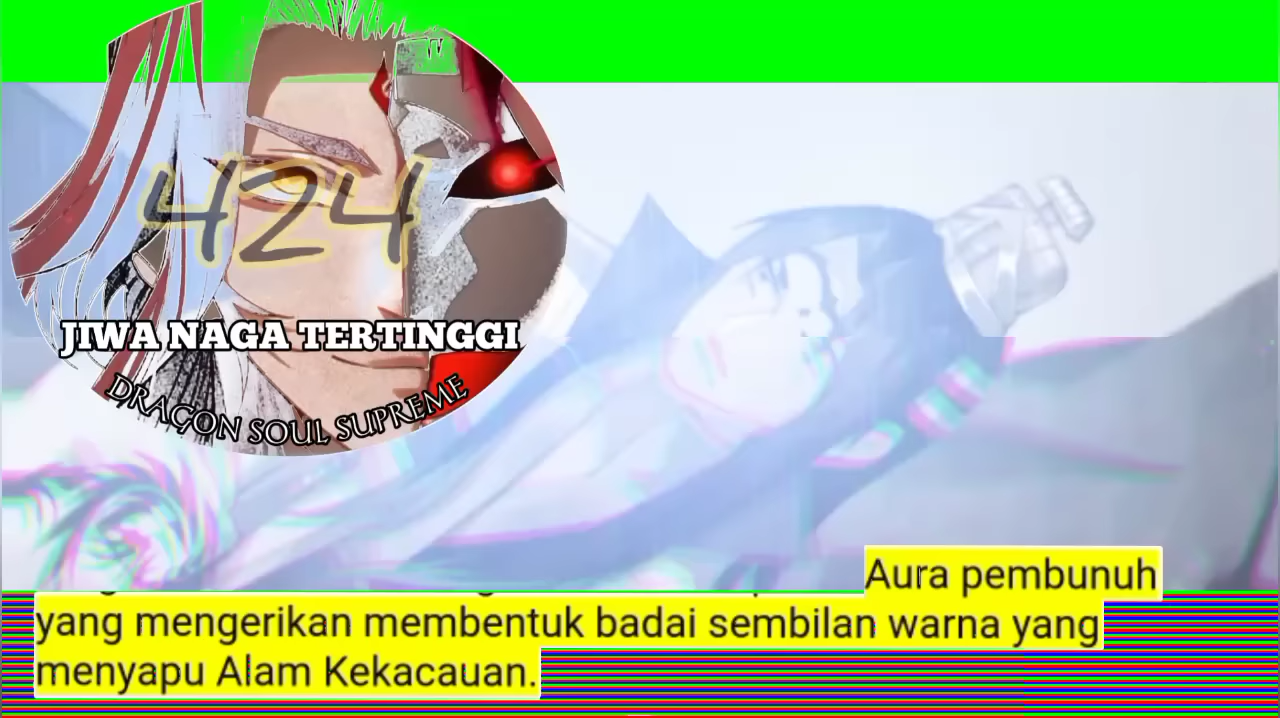 424
JIWA NAGA TERTINGGI
DRAGON SOUL SUPREME
Aura pembunuh
yang mengerikan membentuk badai sembilan warna yang
menyapu Alam Kekacauan.